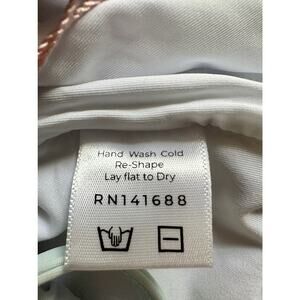 Hand Wash Cold
Re-Shape
Lay flat to Dry
RN141688